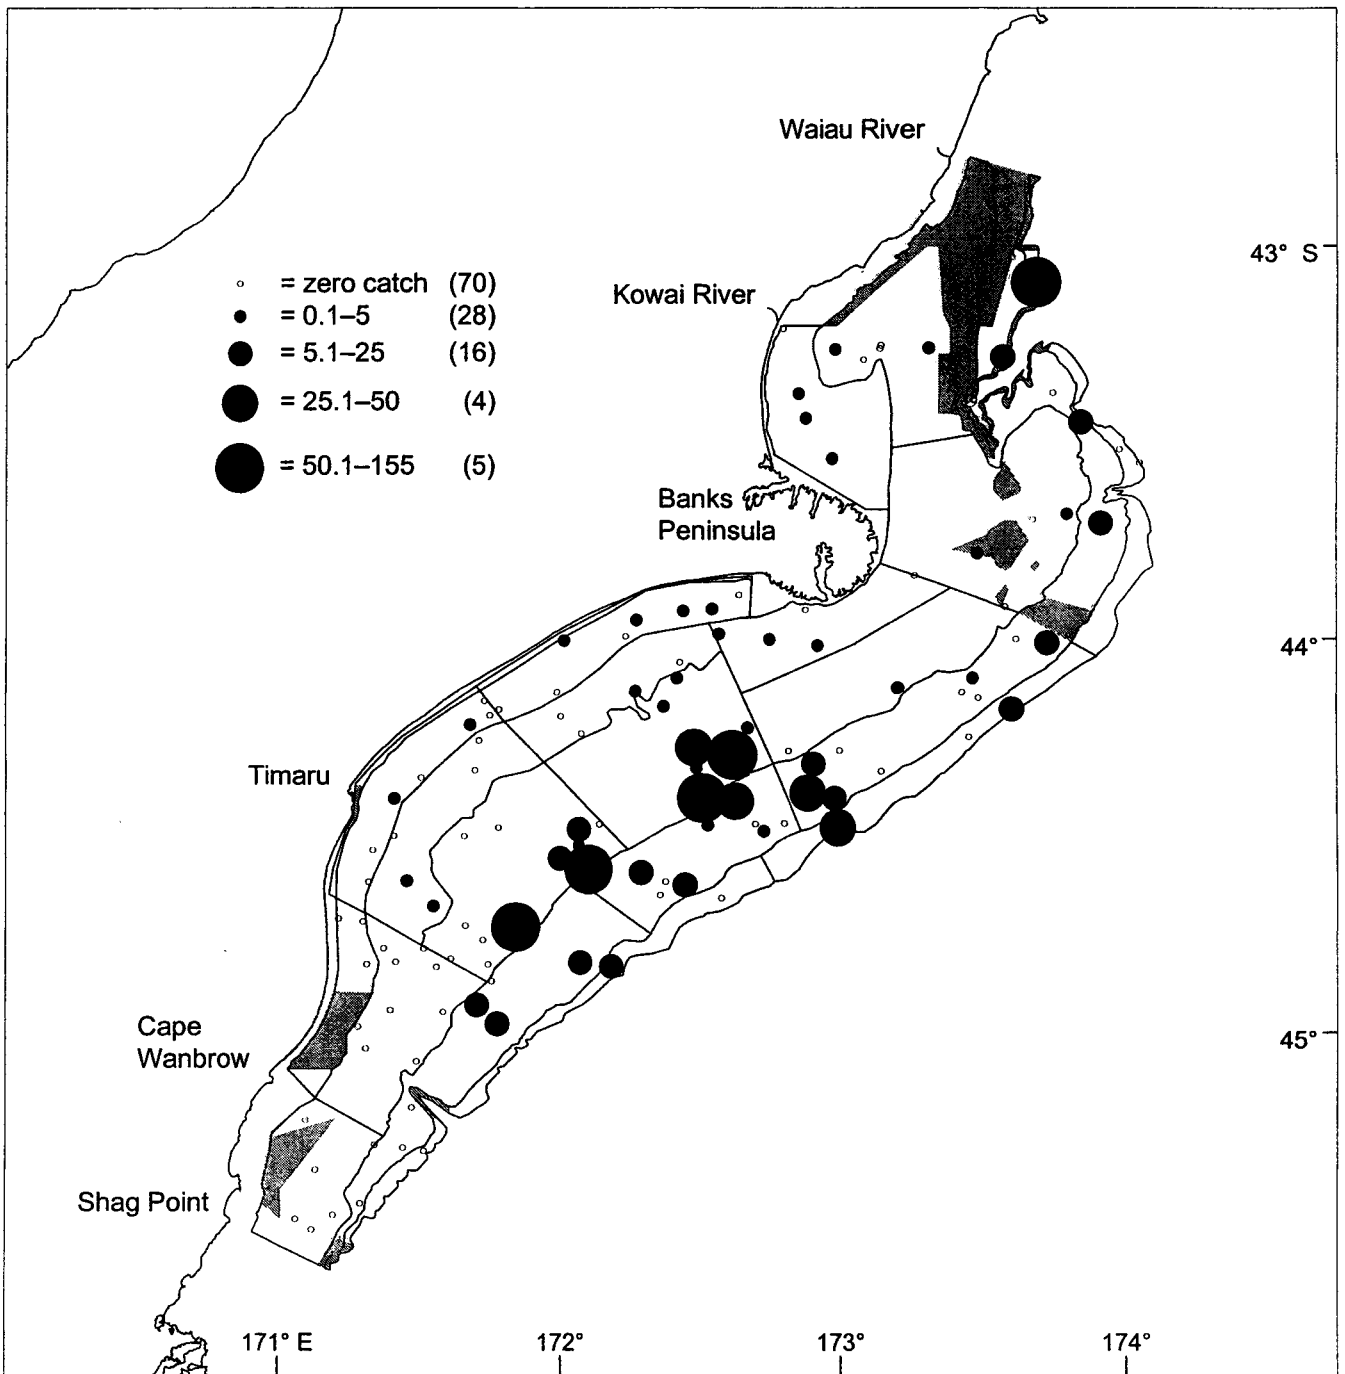 Waiau River
43° S
= zero catch (70)
Kowai River
= 0.1–5 (28)
= 5.1–25 (16)
= 25.1–50 (4)
= 50.1–155 (5)
Banks
Peninsula
44°
Timaru
Cape
Wanbrow
45°
Shag Point
171° E 172° 173° 174°